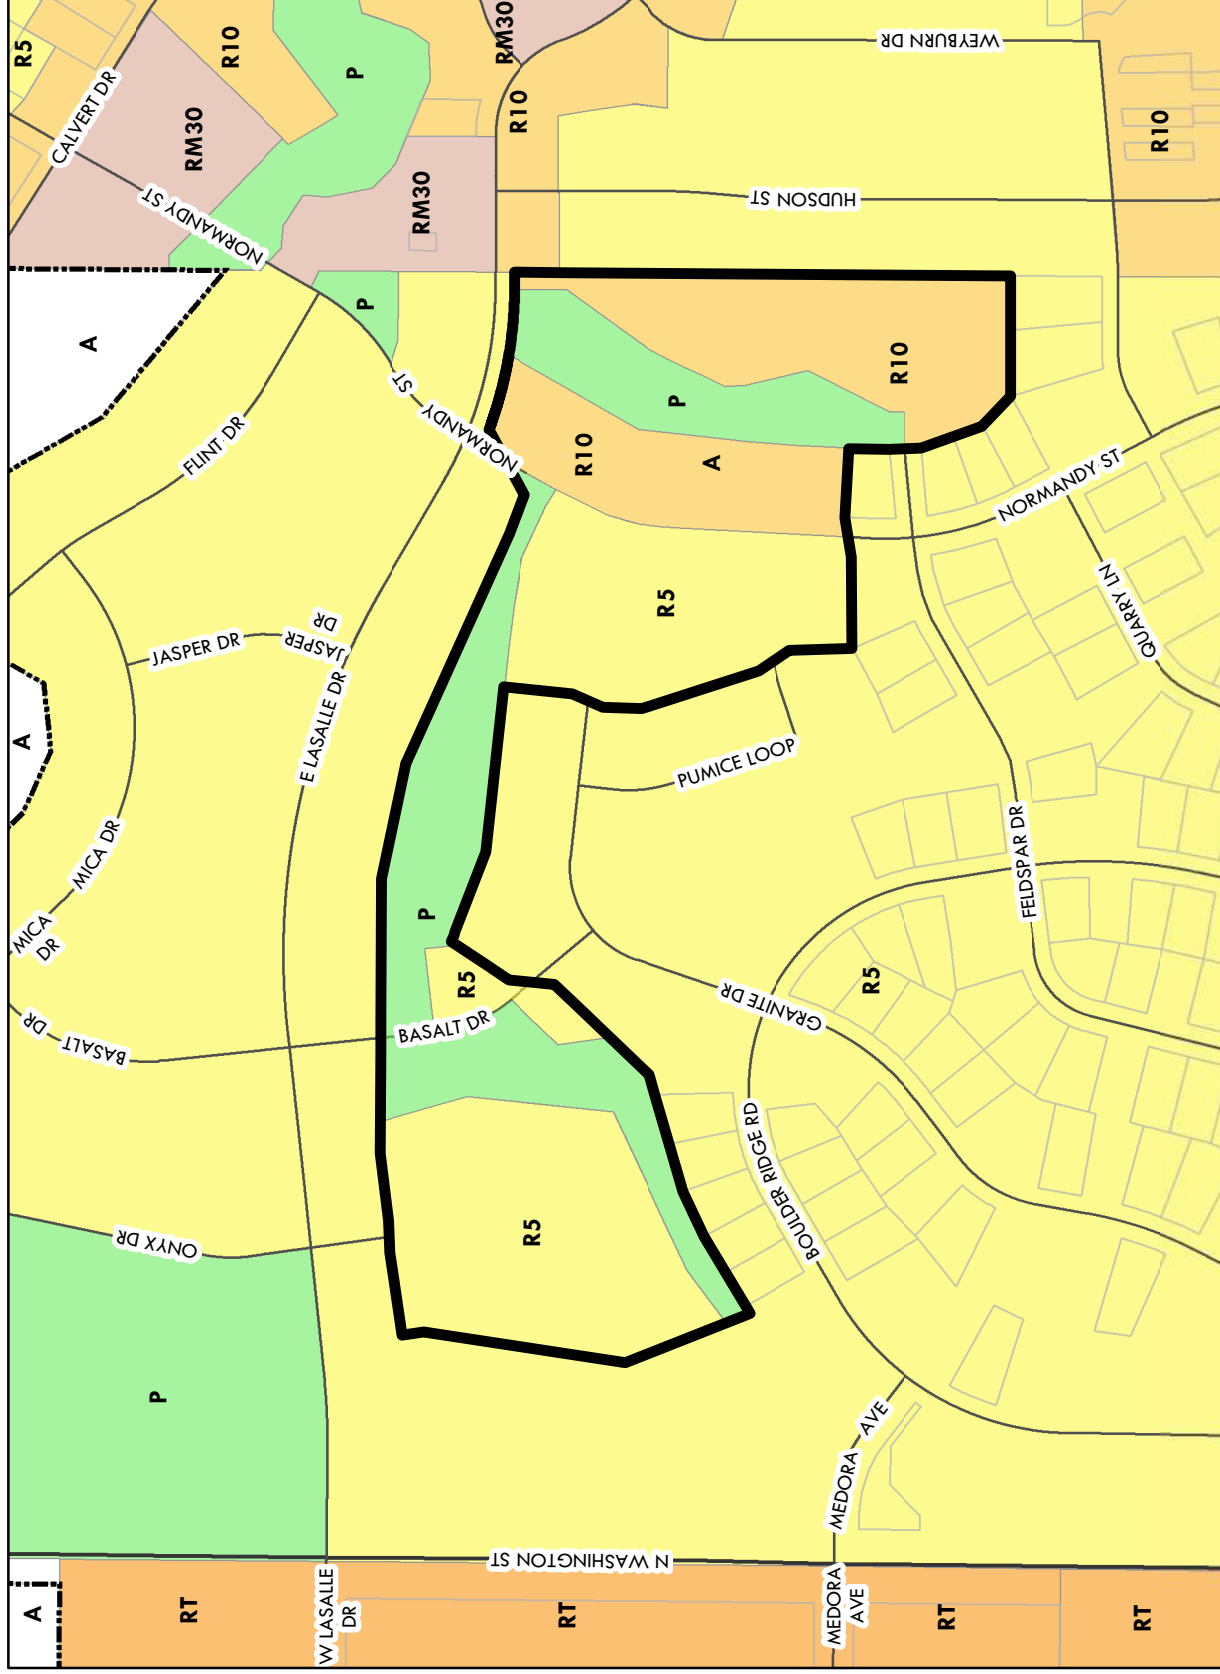 R5
CALVERT DR
R10
P
RM30
RM30
NORMANDY ST
R10
WEYBURN DR
R10
RM30
HUDSON ST
A
P
FLINT DR
NORMANDY
ST
R10
P
R10
A
NORMANDY ST
QUARRY LN
JASPER DR
JASPER
DR
E LASALLE DR
R5
A
MICA DR
MICA
DR
PUMICE LOOP
FELDSPAR DR
P
R5
BASALT DR
BASALT
DR
GRANITE DR
R5
BOULDER RIDGE RD
ONYX DR
R5
P
MEDORA AVE
N WASHINGTON ST
A
RT
W LASALLE
DR
RT
MEDORA
AVE
RT
RT